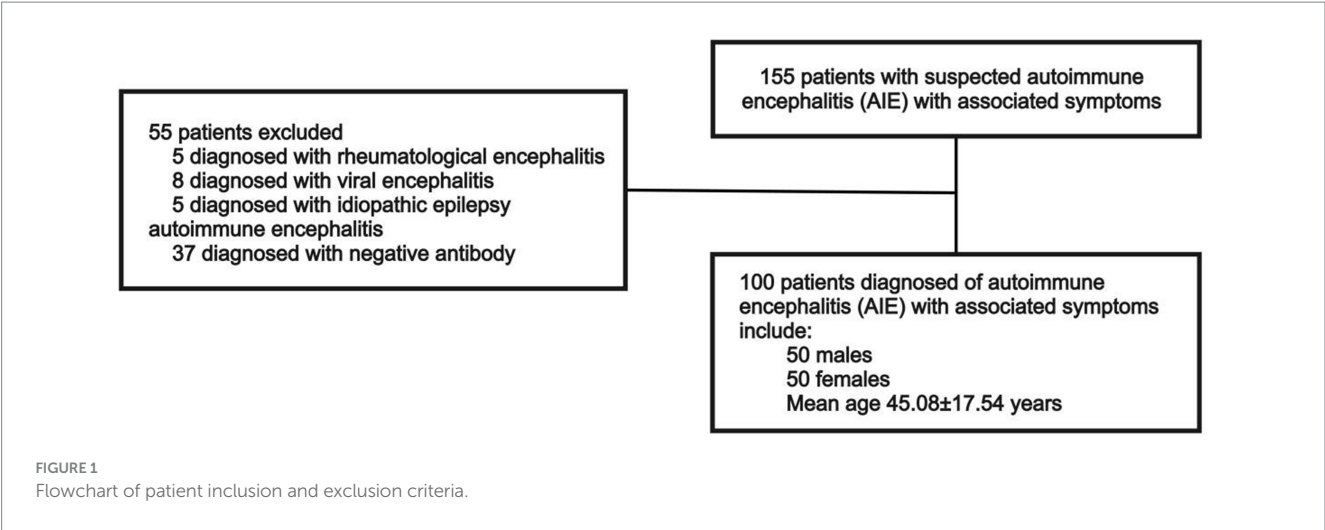 155 patients with suspected autoimmune
encephalitis (AIE) with associated symptoms
55 patients excluded
5 diagnosed with rheumatological encephalitis
8 diagnosed with viral encephalitis
5 diagnosed with idiopathic epilepsy
autoimmune encephalitis
37 diagnosed with negative antibody
100 patients diagnosed of autoimmune
encephalitis (AIE) with associated symptoms
include:
50 males
50 females
Mean age 45.08±17.54 years
FIGURE 1
Flowchart of patient inclusion and exclusion criteria.